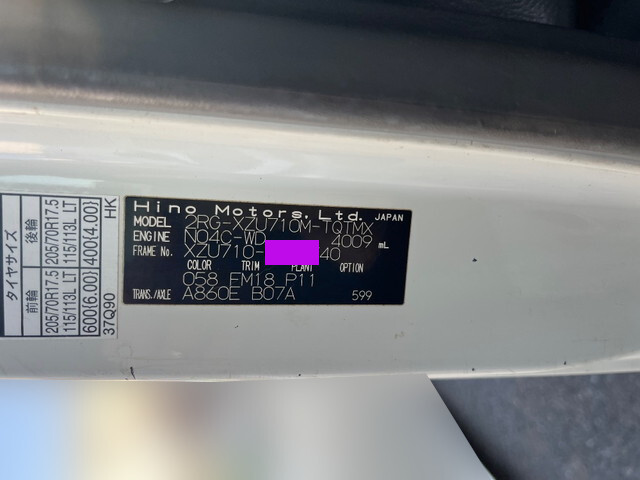 Hino Motors, Ltd. JAPAN
MODEL 2RG-XZU710M-TQTMX
ENGINE N04C-WD 4009 mL
FRAME No. XZU710- 40
COLOR TRIM PLANT OPTION
058 FM18 P11
TRANS./AXLE A860E B07A 599
タイヤサイズ
前輪 後輪
205/70R17.5 205/70R17.5
115/113L LT 115/113L LT
600(6.00) 400(4.00)
37Q90 HK